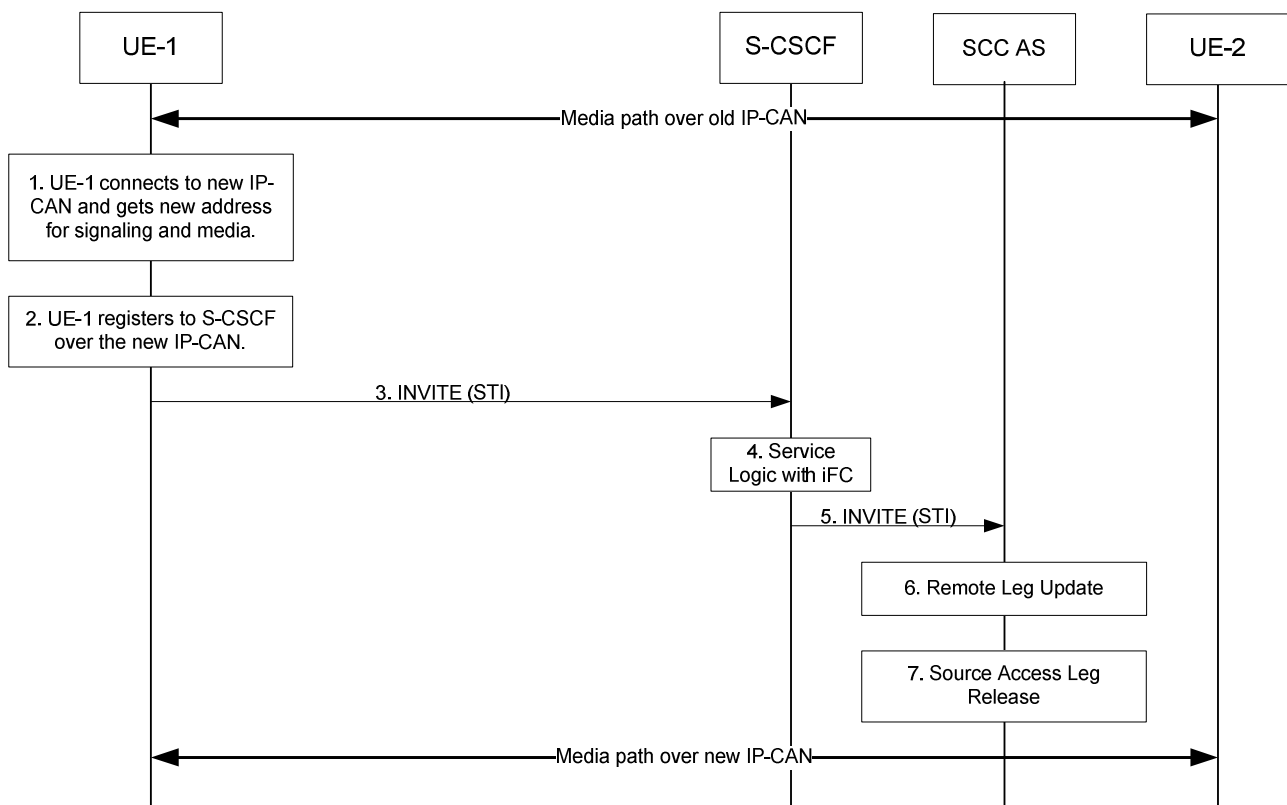 UE-1
S-CSCF
SCC AS
UE-2
Media path over old IP-CAN
1. UE-1 connects to new IP-
CAN and gets new address
for signaling and media.
2. UE-1 registers to S-CSCF
over the new IP-CAN.
3. INVITE (STI)
4. Service
Logic with iFC
5. INVITE (STI)
6. Remote Leg Update
7. Source Access Leg
Release
Media path over new IP-CAN